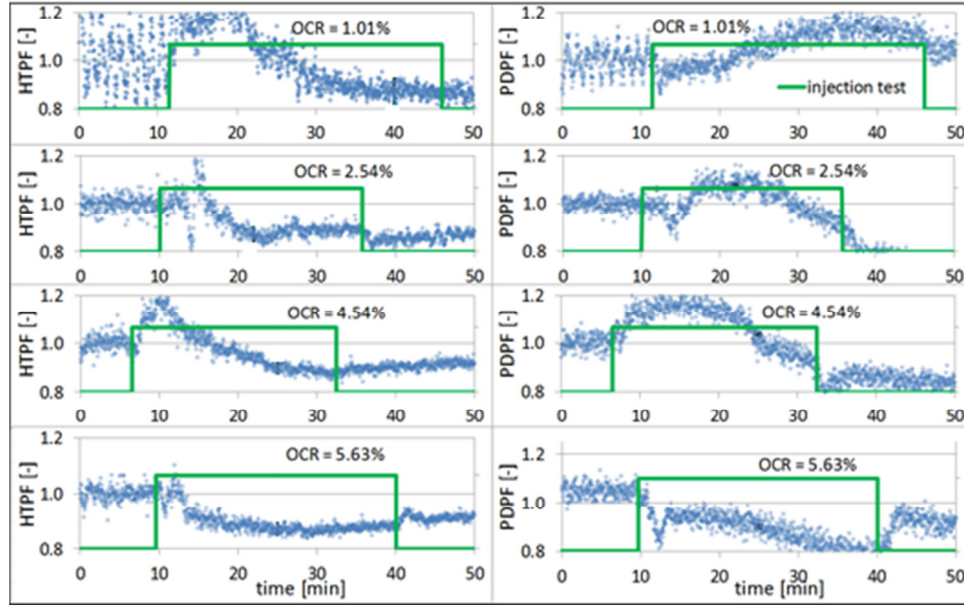 1.2
HTPF [-]
1.0
0.8
OCR = 1.01%
0 10 20 30 40 50
1.2
PDPF [-]
1.0
0.8
OCR = 1.01%
injection test
0 10 20 30 40 50
1.2
HTPF [-]
1.0
0.8
OCR = 2.54%
0 10 20 30 40 50
1.2
PDPF [-]
1.0
0.8
OCR = 2.54%
0 10 20 30 40 50
1.2
HTPF [-]
1.0
0.8
OCR = 4.54%
0 10 20 30 40 50
1.2
PDPF [-]
1.0
0.8
OCR = 4.54%
0 10 20 30 40 50
1.2
HTPF [-]
1.0
0.8
OCR = 5.63%
0 10 20 30 40 50
time [min]
1.2
PDPF [-]
1.0
0.8
OCR = 5.63%
0 10 20 30 40 50
time [min]